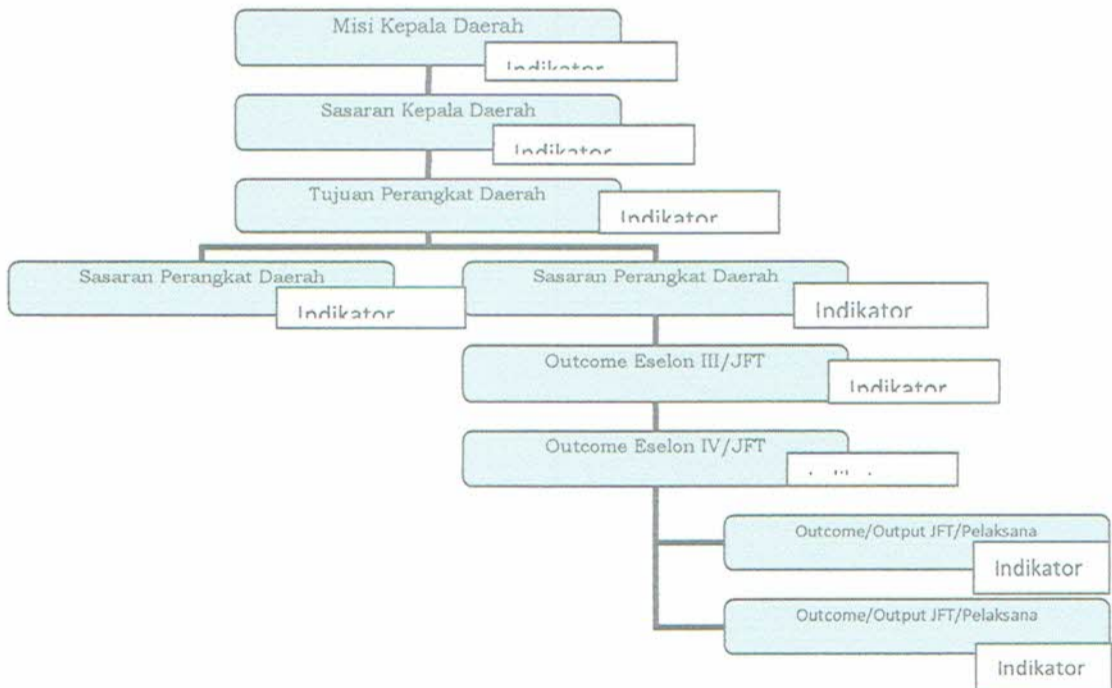 Misi Kepala Daerah
Indikator
Sasaran Kepala Daerah
Indikator
Tujuan Perangkat Daerah
Indikator
Sasaran Perangkat Daerah
Indikator
Sasaran Perangkat Daerah
Indikator
Outcome Eselon III/JFT
Indikator
Outcome Eselon IV/JFT
Outcome/Output JFT/Pelaksana
Indikator
Outcome/Output JFT/Pelaksana
Indikator